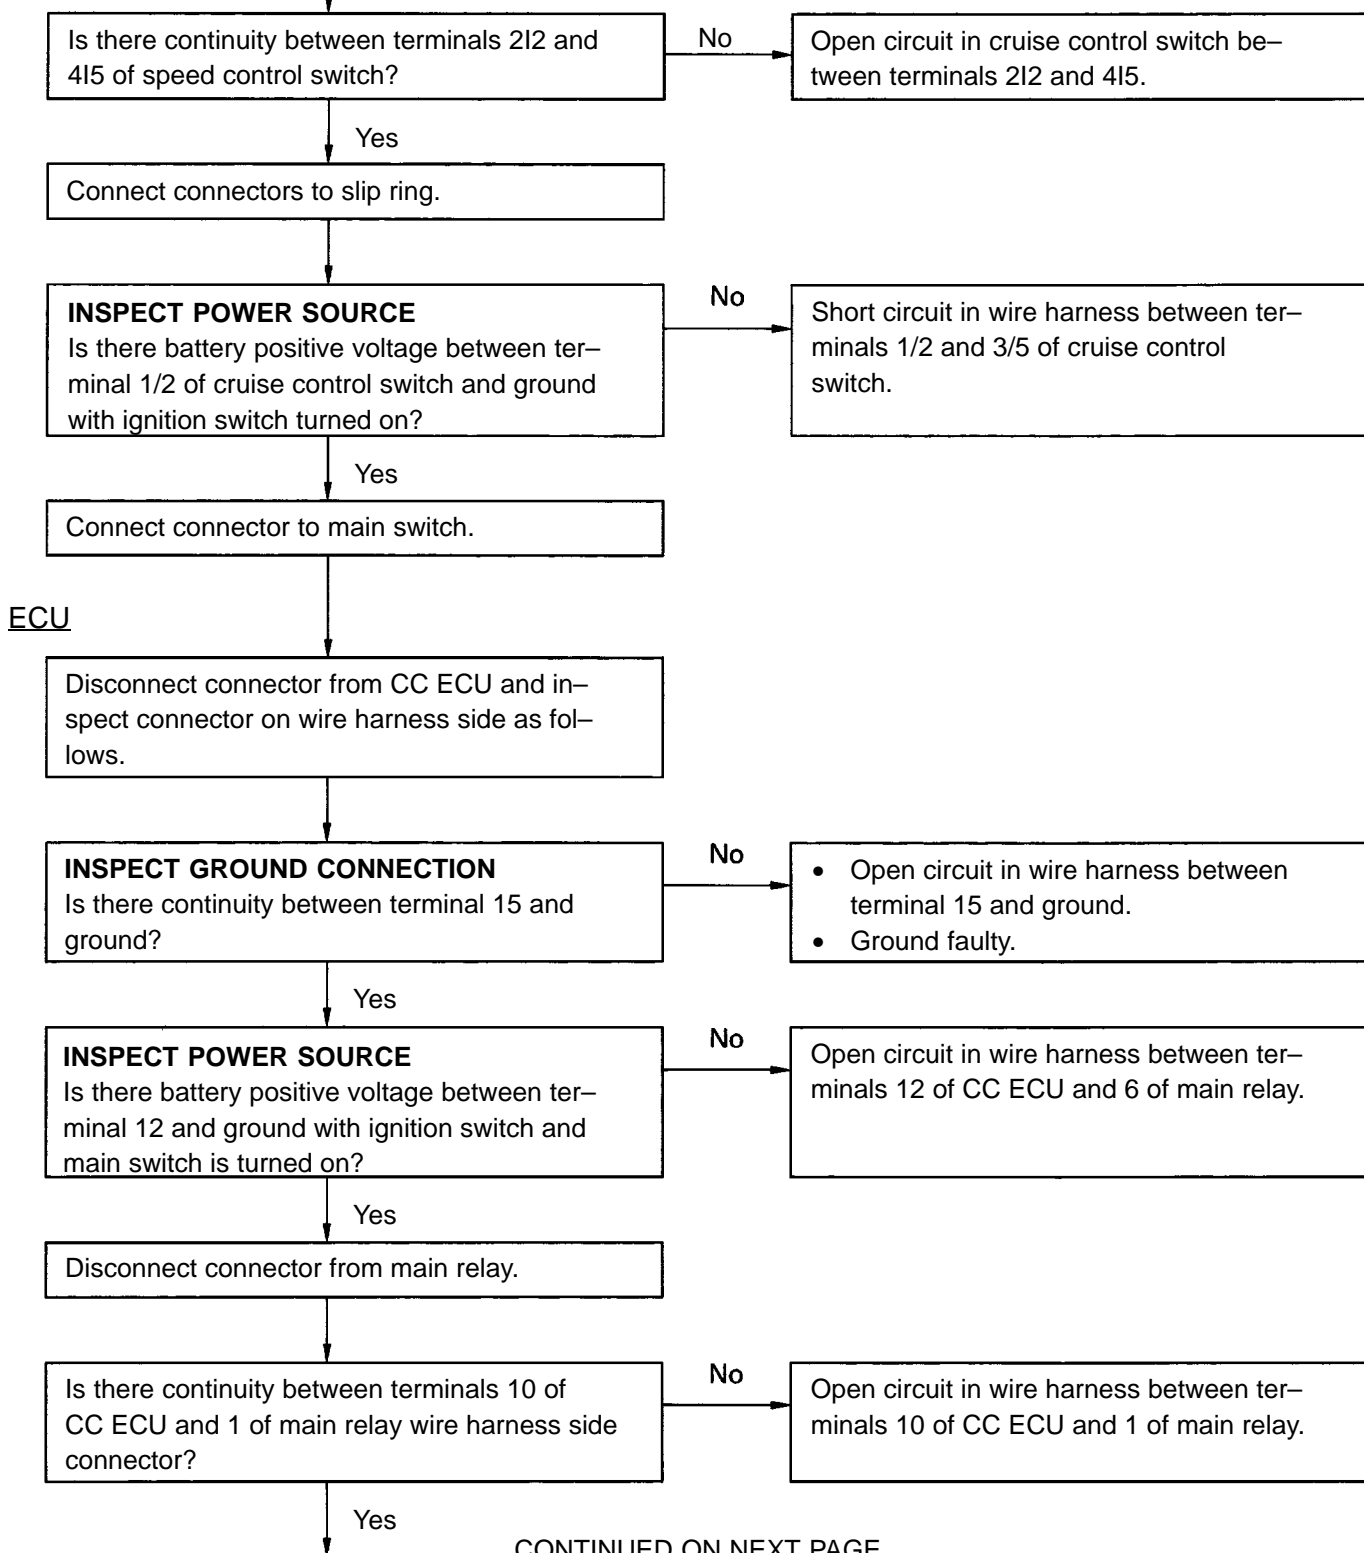 Is there continuity between terminals 2I2 and
4I5 of speed control switch?
No
Open circuit in cruise control switch be–
tween terminals 2I2 and 4I5.
Yes
Connect connectors to slip ring.
INSPECT POWER SOURCE
Is there battery positive voltage between ter–
minal 1/2 of cruise control switch and ground
with ignition switch turned on?
No
Short circuit in wire harness between ter–
minals 1/2 and 3/5 of cruise control
switch.
Yes
Connect connector to main switch.
ECU
Disconnect connector from CC ECU and in–
spect connector on wire harness side as fol–
lows.
INSPECT GROUND CONNECTION
Is there continuity between terminal 15 and
ground?
No
• Open circuit in wire harness between
terminal 15 and ground.
• Ground faulty.
Yes
INSPECT POWER SOURCE
Is there battery positive voltage between ter–
minal 12 and ground with ignition switch and
main switch is turned on?
No
Open circuit in wire harness between ter–
minals 12 of CC ECU and 6 of main relay.
Yes
Disconnect connector from main relay.
Is there continuity between terminals 10 of
CC ECU and 1 of main relay wire harness side
connector?
No
Open circuit in wire harness between ter–
minals 10 of CC ECU and 1 of main relay.
Yes
CONTINUED ON NEXT PAGE